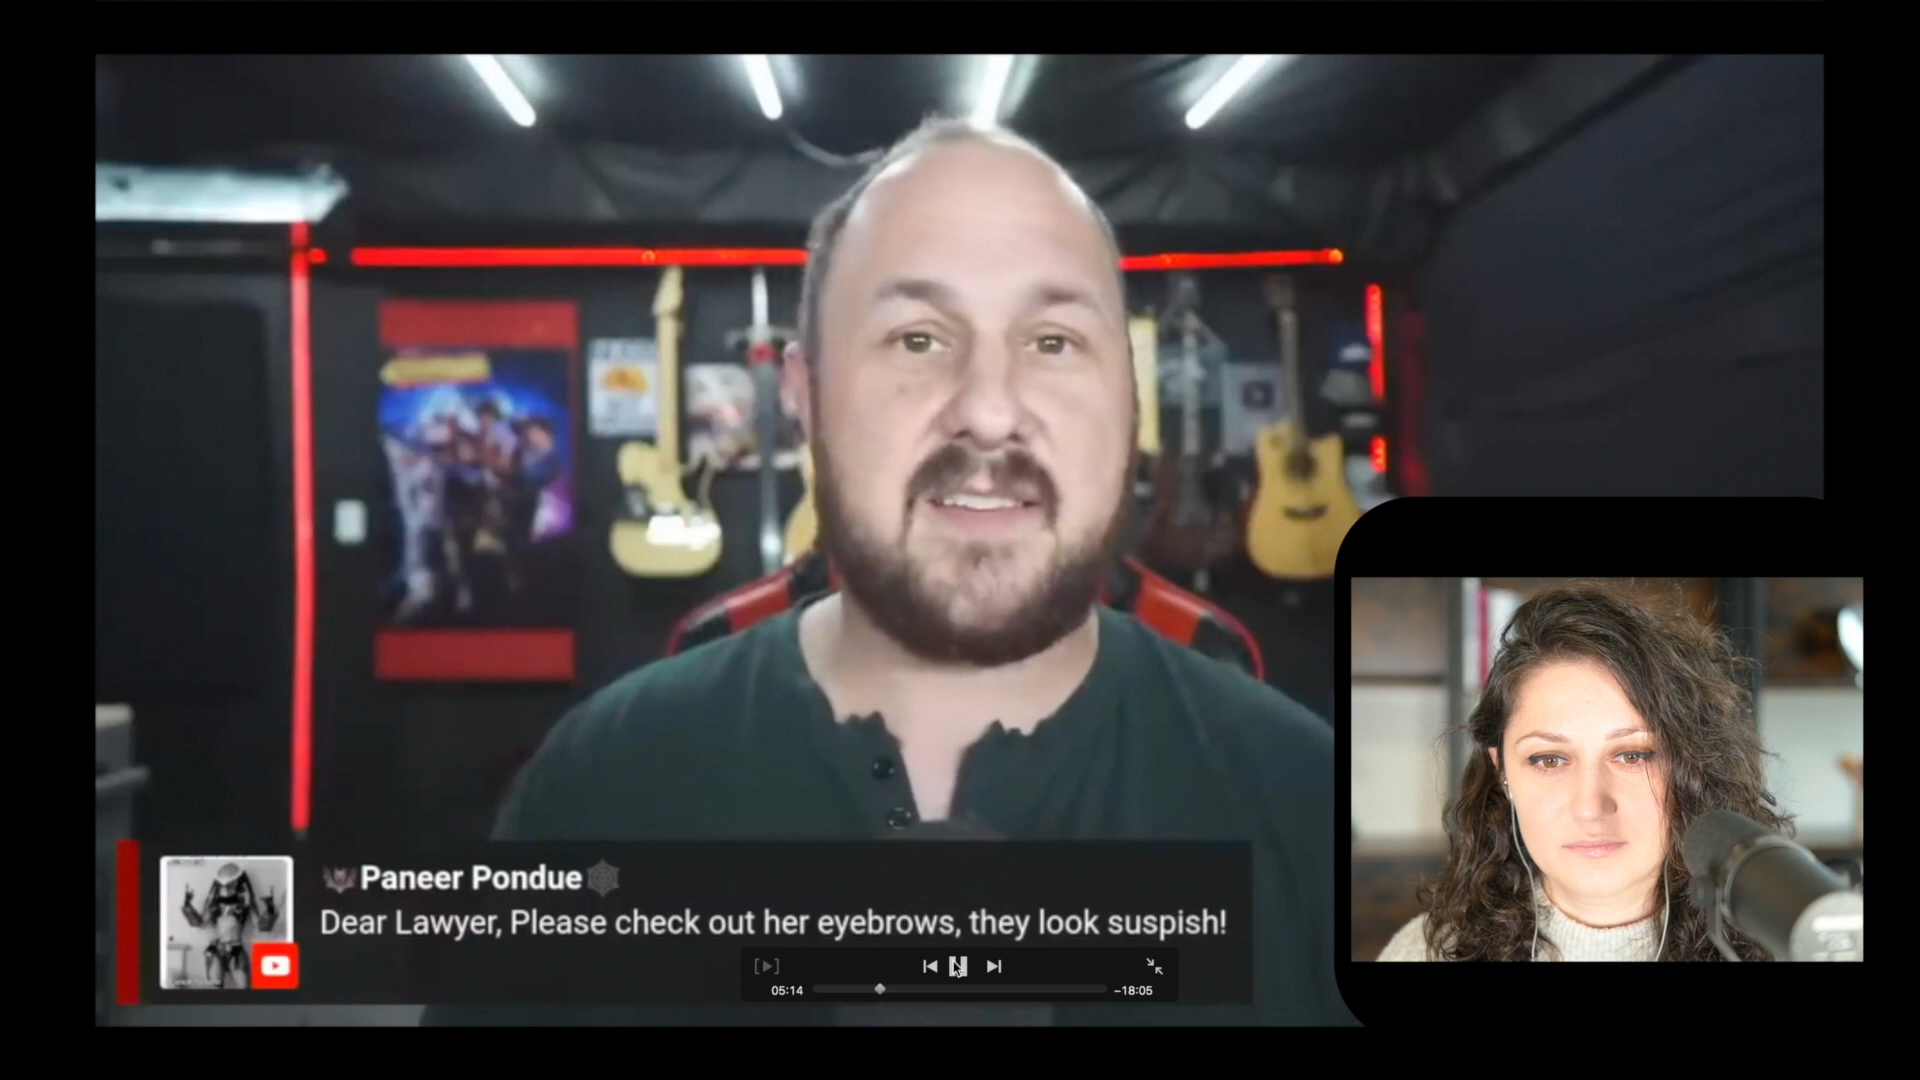 Paneer Pondue
Dear Lawyer, Please check out her eyebrows, they look suspish!
05:14
−18:05